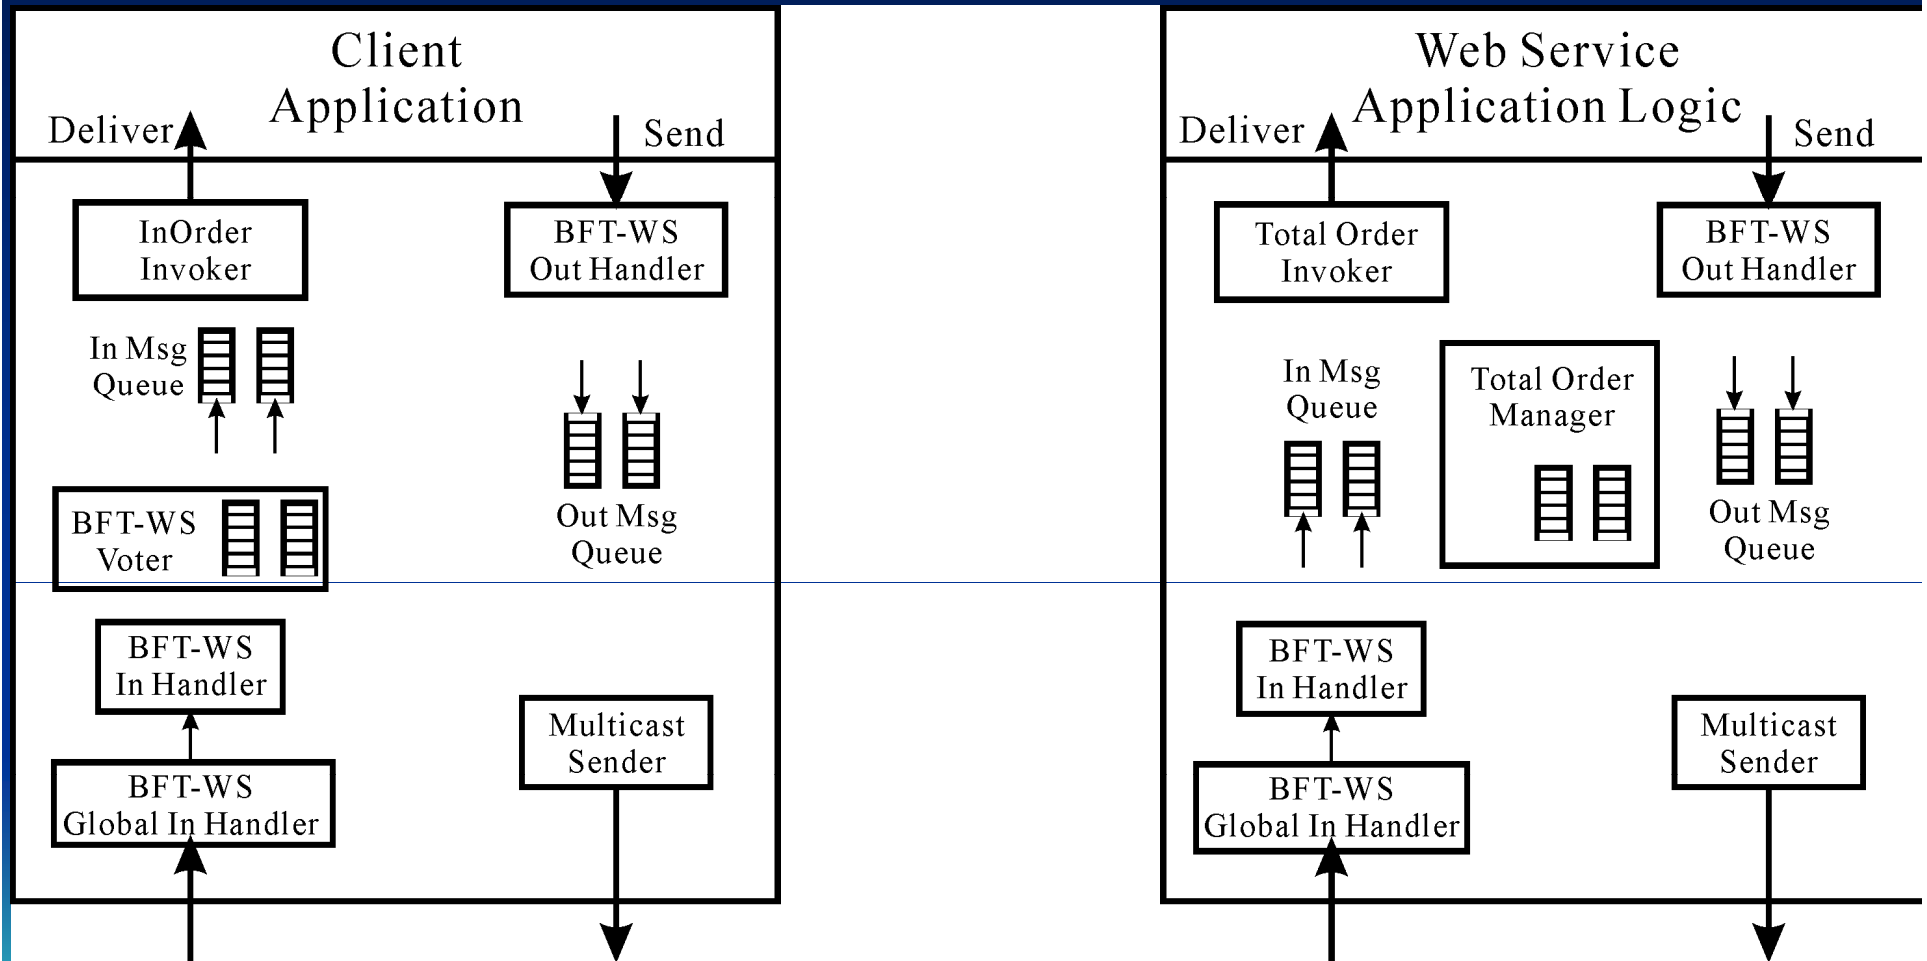 Client
Application
Deliver
Send
InOrder
Invoker
BFT-WS
Out Handler
In Msg
Queue
Out Msg
Queue
BFT-WS
Voter
BFT-WS
In Handler
Multicast
Sender
BFT-WS
Global In Handler
Web Service
Application Logic
Deliver
Send
Total Order
Invoker
BFT-WS
Out Handler
In Msg
Queue
Total Order
Manager
Out Msg
Queue
BFT-WS
In Handler
Multicast
Sender
BFT-WS
Global In Handler